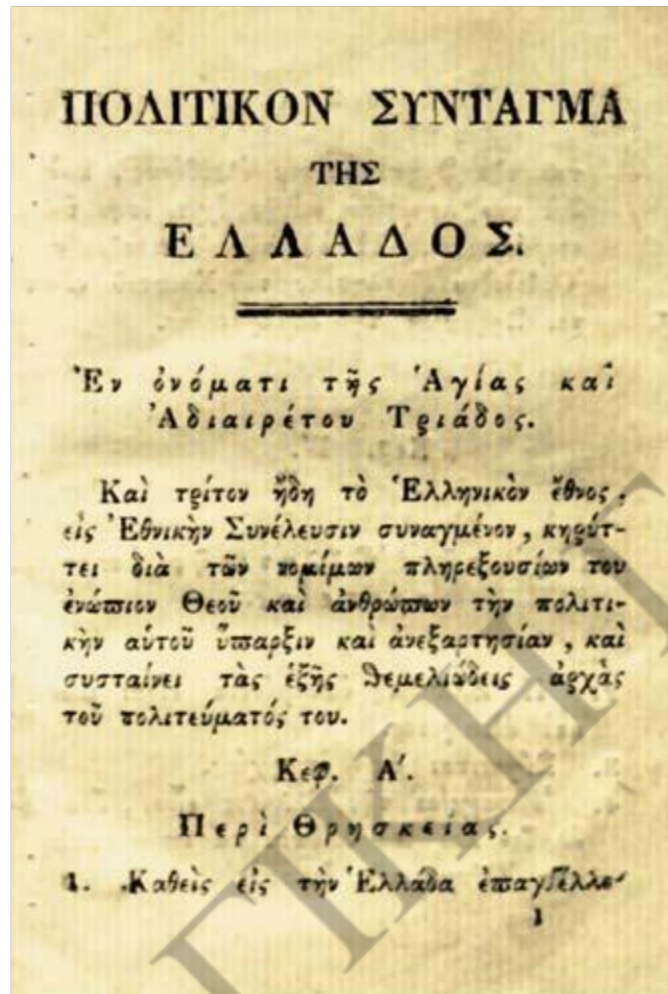 ΠΟΛΙΤΙΚΟΝ ΣΥΝΤΑΓΜΑ
ΤΗΣ
ΕΛΛΑΔΟΣ.
Ἐν ὀνόματι τῆς Ἁγίας καὶ
Ἀδιαιρέτου Τριάδος.
Καὶ τρίτον ἤδη τὸ Ἑλληνικὸν ἔθνος,
εἰς Ἐθνικὴν Συνέλευσιν συναγμένον, κηρύτ-
τει διὰ τῶν νομίμων πληρεξουσίων του
ἐνώπιον Θεοῦ καὶ ἀνθρώπων τὴν πολιτι-
κὴν αὑτοῦ ὕπαρξιν καὶ ἀνεξαρτησίαν, καὶ
συσταίνει τὰς ἑξῆς θεμελιώδεις ἀρχὰς
τοῦ πολιτεύματός του.
Κεφ. Α΄.
Περὶ Θρησκείας.
1. Καθεὶς εἰς τὴν Ἑλλάδα ἐπαγγέλλε-
1